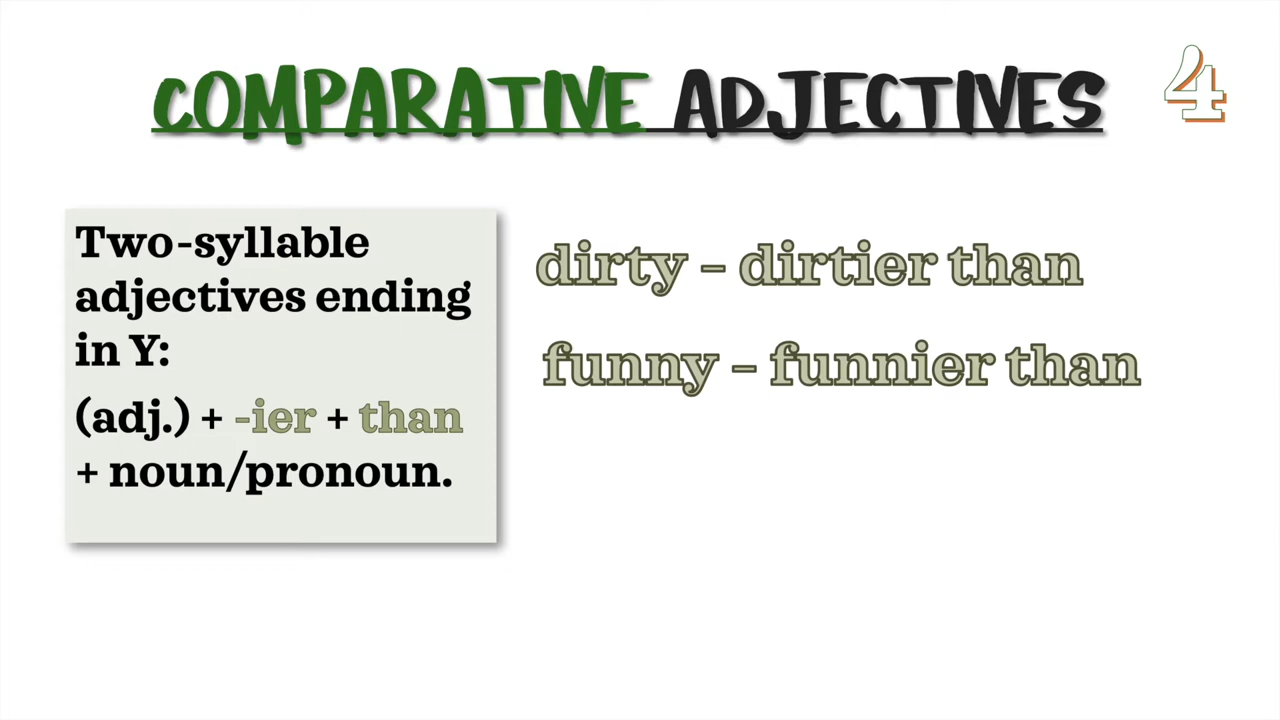 COMPARATIVE ADJECTIVES
4
Two-syllable
adjectives ending
in Y:
(adj.) + -ier + than
+ noun/pronoun.
dirty – dirtier than
funny – funnier than